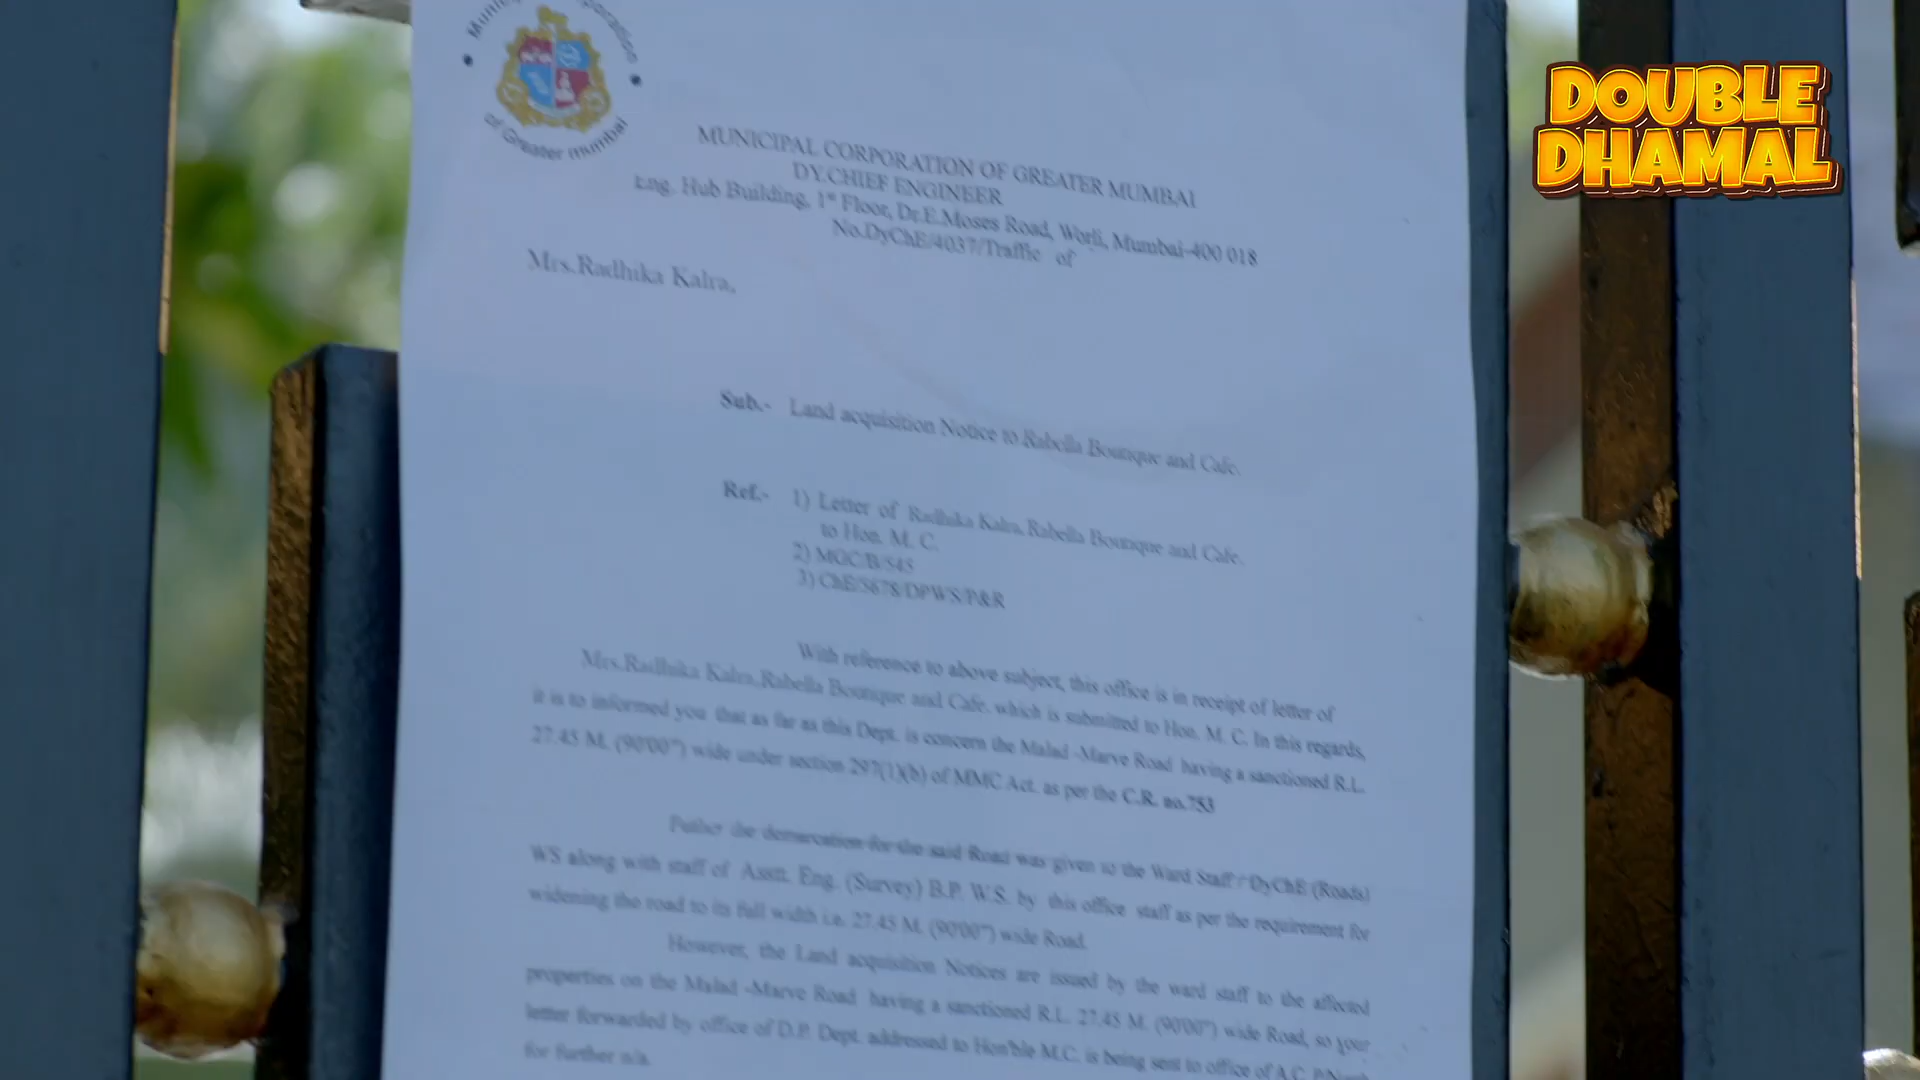 Municipal Corporation
of Greater mumbai
DOUBLE
DHAMAL
MUNICIPAL CORPORATION OF GREATER MUMBAI
DY.CHIEF ENGINEER
Eng. Hub Building, 1st Floor, Dr.E.Moses Road, Worli, Mumbai-400 018
No.DyChE/4037/Traffic of
Mrs.Radhika Kalra,
Sub.- Land acquisition Notice to Rabella Boutique and Cafe.
Ref.- 1) Letter of Radhika Kalra, Rabella Boutique and Cafe.
to Hon. M. C.
2) MGC/B/545
3) ChE/5678/DPWS/P&R
With reference to above subject, this office is in receipt of letter of
Mrs.Radhika Kalra,Rabella Boutique and Cafe. which is submitted to Hon. M. C. In this regards,
it is to informed you that as far as this Dept. is concern the Malad -Marve Road having a sanctioned R.L.
27.45 M. (90'00") wide under section 297(1)(b) of MMC Act. as per the C.R. no.753
Futher the demarcation for the said Road was given to the Ward Staff / DyChE (Roads)
WS along with staff of Asstt. Eng. (Survey) B.P. W.S. by this office staff as per the requirement for
widening the road to its full width i.e. 27.45 M. (90'00") wide Road.
However, the Land acquisition Notices are issued by the ward staff to the affected
properties on the Malad -Marve Road having a sanctioned R.L. 27.45 M. (90'00") wide Road, so your
letter forwarded by office of D.P. Dept. addressed to Hon'ble M.C. is being sent to office of A.C. P/North
for further n/a.